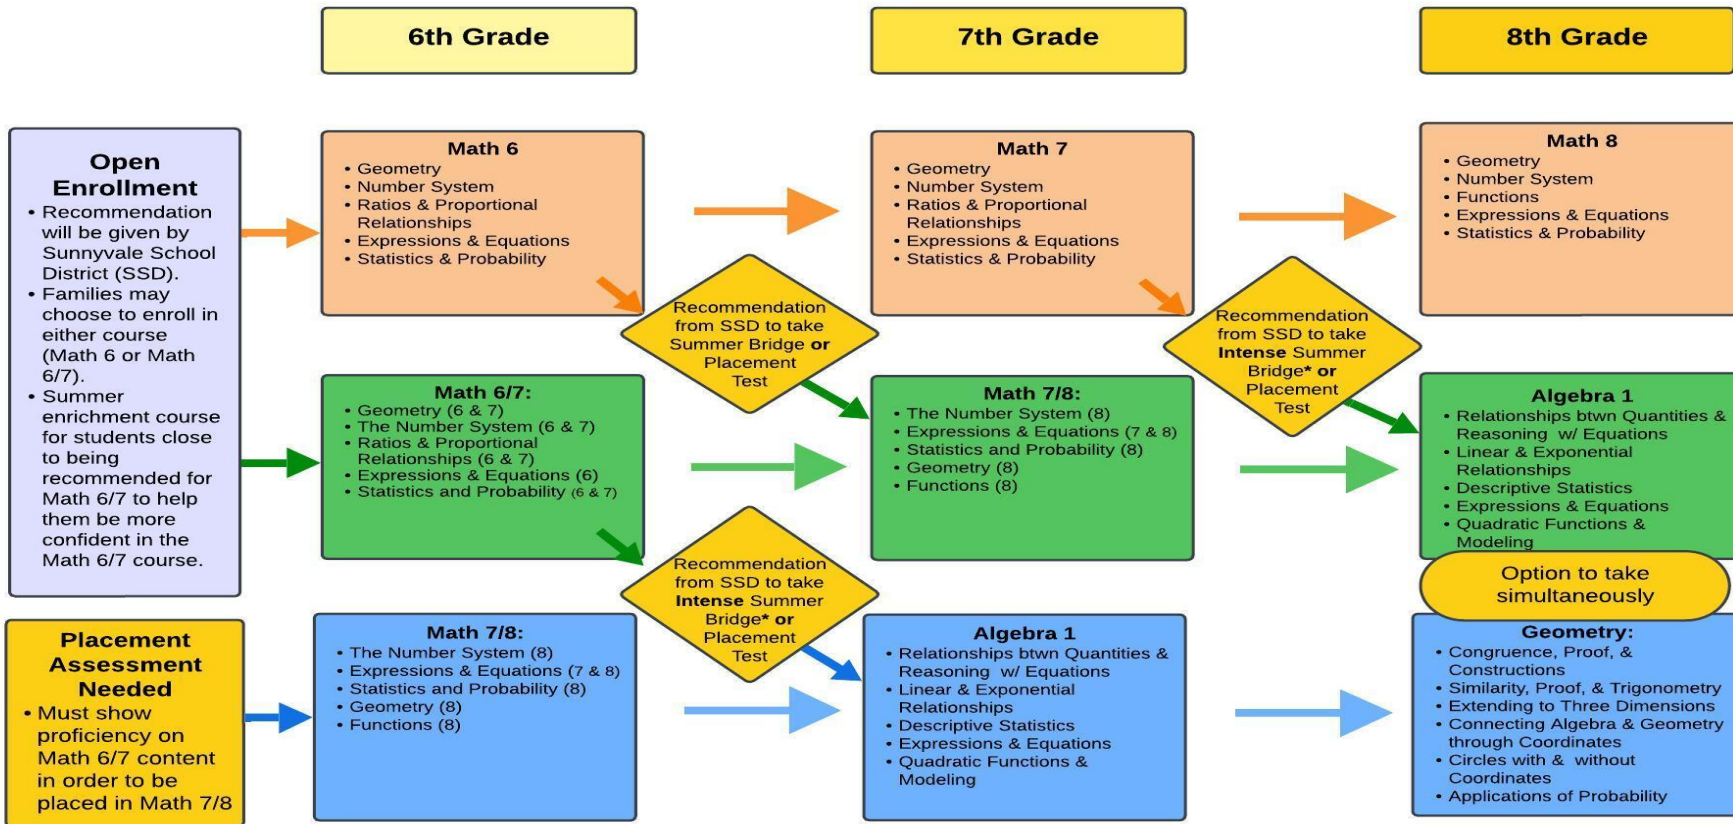 6th Grade
7th Grade
8th Grade
Open
Enrollment
• Recommendation
will be given by
Sunnyvale School
District (SSD).
• Families may
choose to enroll in
either course
(Math 6 or Math
6/7).
• Summer
enrichment course
for students close
to being
recommended for
Math 6/7 to help
them be more
confident in the
Math 6/7 course.
Math 6
• Geometry
• Number System
• Ratios & Proportional
Relationships
• Expressions & Equations
• Statistics & Probability
Math 7
• Geometry
• Number System
• Ratios & Proportional
Relationships
• Expressions & Equations
• Statistics & Probability
Math 8
• Geometry
• Number System
• Functions
• Expressions & Equations
• Statistics & Probability
Recommendation
from SSD to take
Summer Bridge or
Placement
Test
Recommendation
from SSD to take
Intense Summer
Bridge* or
Placement
Test
Math 6/7:
• Geometry (6 & 7)
• The Number System (6 & 7)
• Ratios & Proportional
Relationships (6 & 7)
• Expressions & Equations (6)
• Statistics and Probability (6 & 7)
Math 7/8:
• The Number System (8)
• Expressions & Equations (7 & 8)
• Statistics and Probability (8)
• Geometry (8)
• Functions (8)
Algebra 1
• Relationships btwn Quantities &
Reasoning w/ Equations
• Linear & Exponential
Relationships
• Descriptive Statistics
• Expressions & Equations
• Quadratic Functions &
Modeling
Recommendation
from SSD to take
Intense Summer
Bridge* or
Placement
Test
Option to take
simultaneously
Placement
Assessment
Needed
• Must show
proficiency on
Math 6/7 content
in order to be
placed in Math 7/8
Math 7/8:
• The Number System (8)
• Expressions & Equations (7 & 8)
• Statistics and Probability (8)
• Geometry (8)
• Functions (8)
Algebra 1
• Relationships btwn Quantities &
Reasoning w/ Equations
• Linear & Exponential
Relationships
• Descriptive Statistics
• Expressions & Equations
• Quadratic Functions &
Modeling
Geometry:
• Congruence, Proof, &
Constructions
• Similarity, Proof, & Trigonometry
• Extending to Three Dimensions
• Connecting Algebra & Geometry
through Coordinates
• Circles with & without
Coordinates
• Applications of Probability